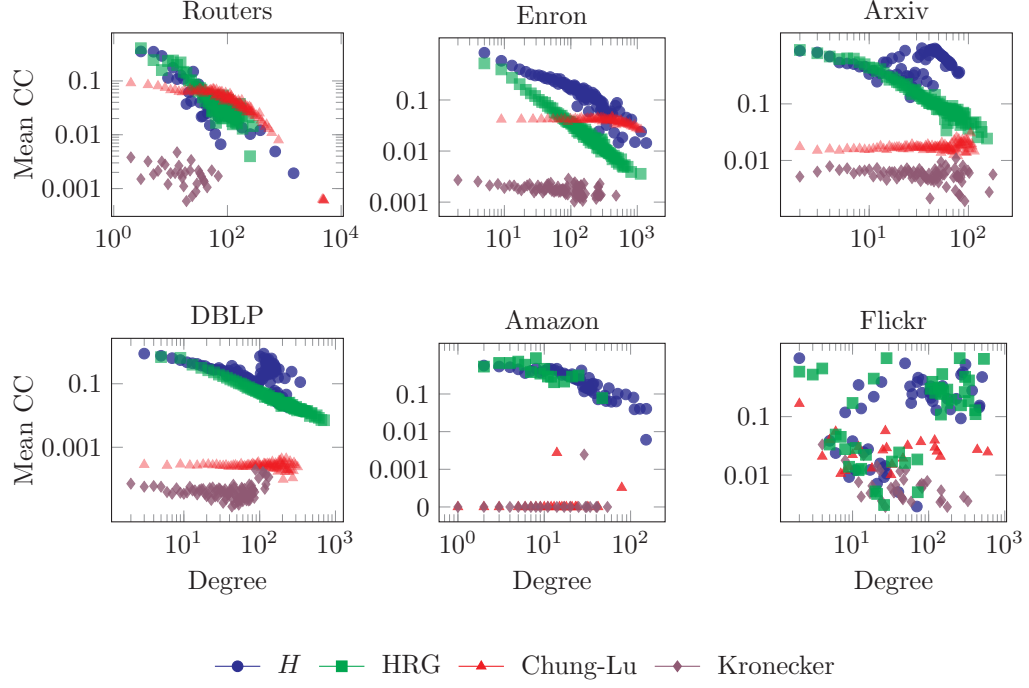 Routers
Enron
Arxiv
Mean CC
0.1
0.01
0.001
10^0
10^2
10^4
0.1
0.01
0.001
10^1
10^2
10^3
0.1
0.01
10^1
10^2
DBLP
Amazon
Flickr
Mean CC
0.1
0.001
10^1
10^2
10^3
Degree
0.1
0.01
0.001
0
10^0
10^1
10^2
Degree
0.1
0.01
10^1
10^2
10^3
Degree
H HRG Chung-Lu Kronecker